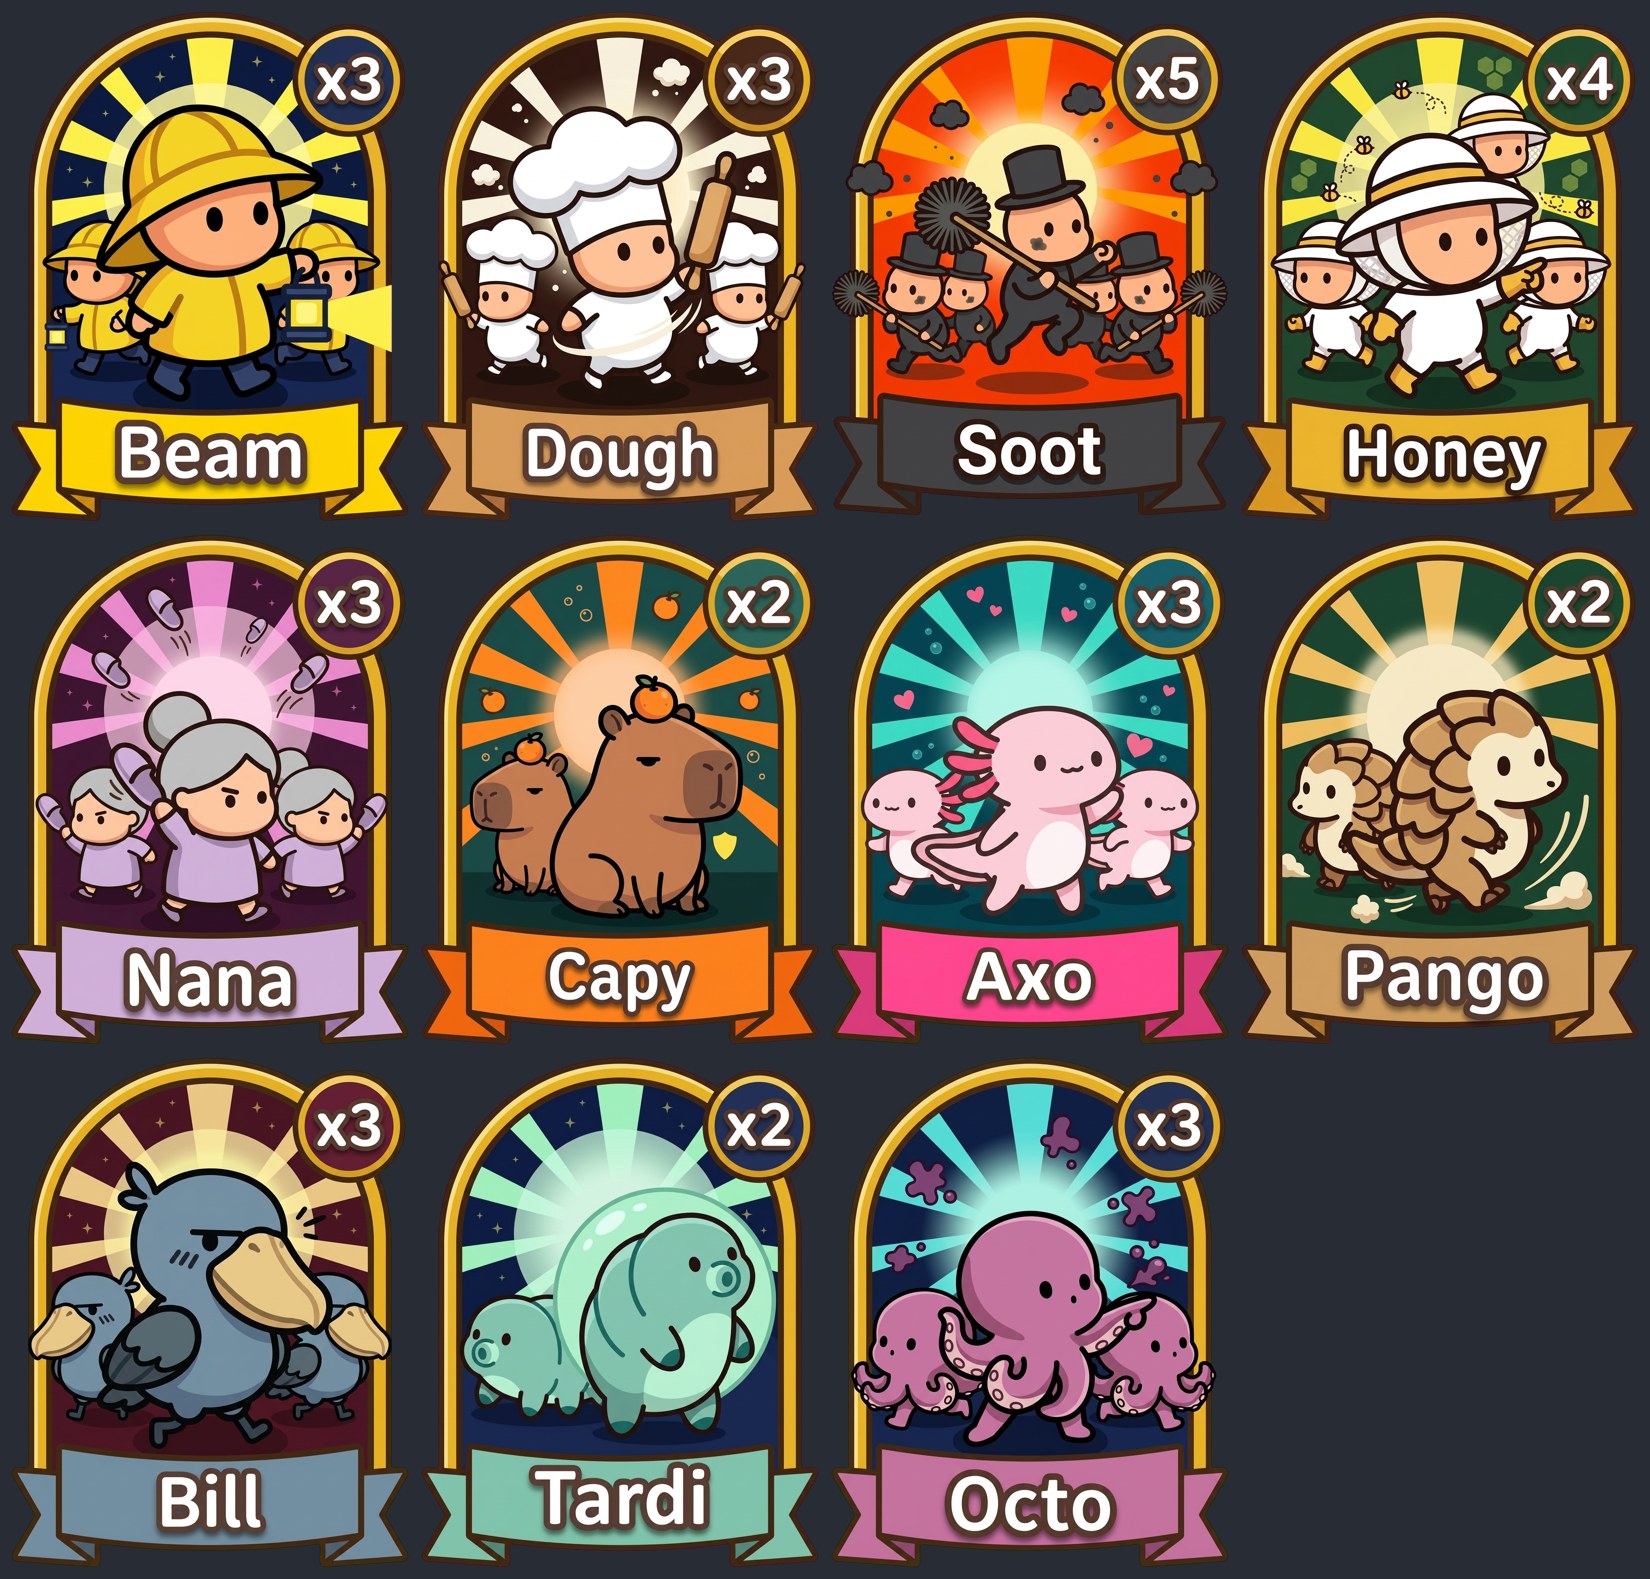 x3
Beam
x3
Dough
x5
Soot
x4
Honey
x3
Nana
x2
Capy
x3
Axo
x2
Pango
x3
Bill
x2
Tardi
x3
Octo